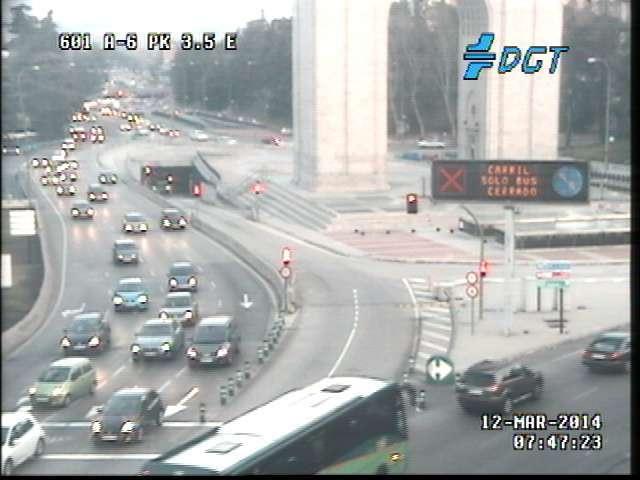 601 A-6 PK 3.5 E
DGT
CARRIL
SOLO BUS
CERRADO
12-MAR-2014
07:47:23